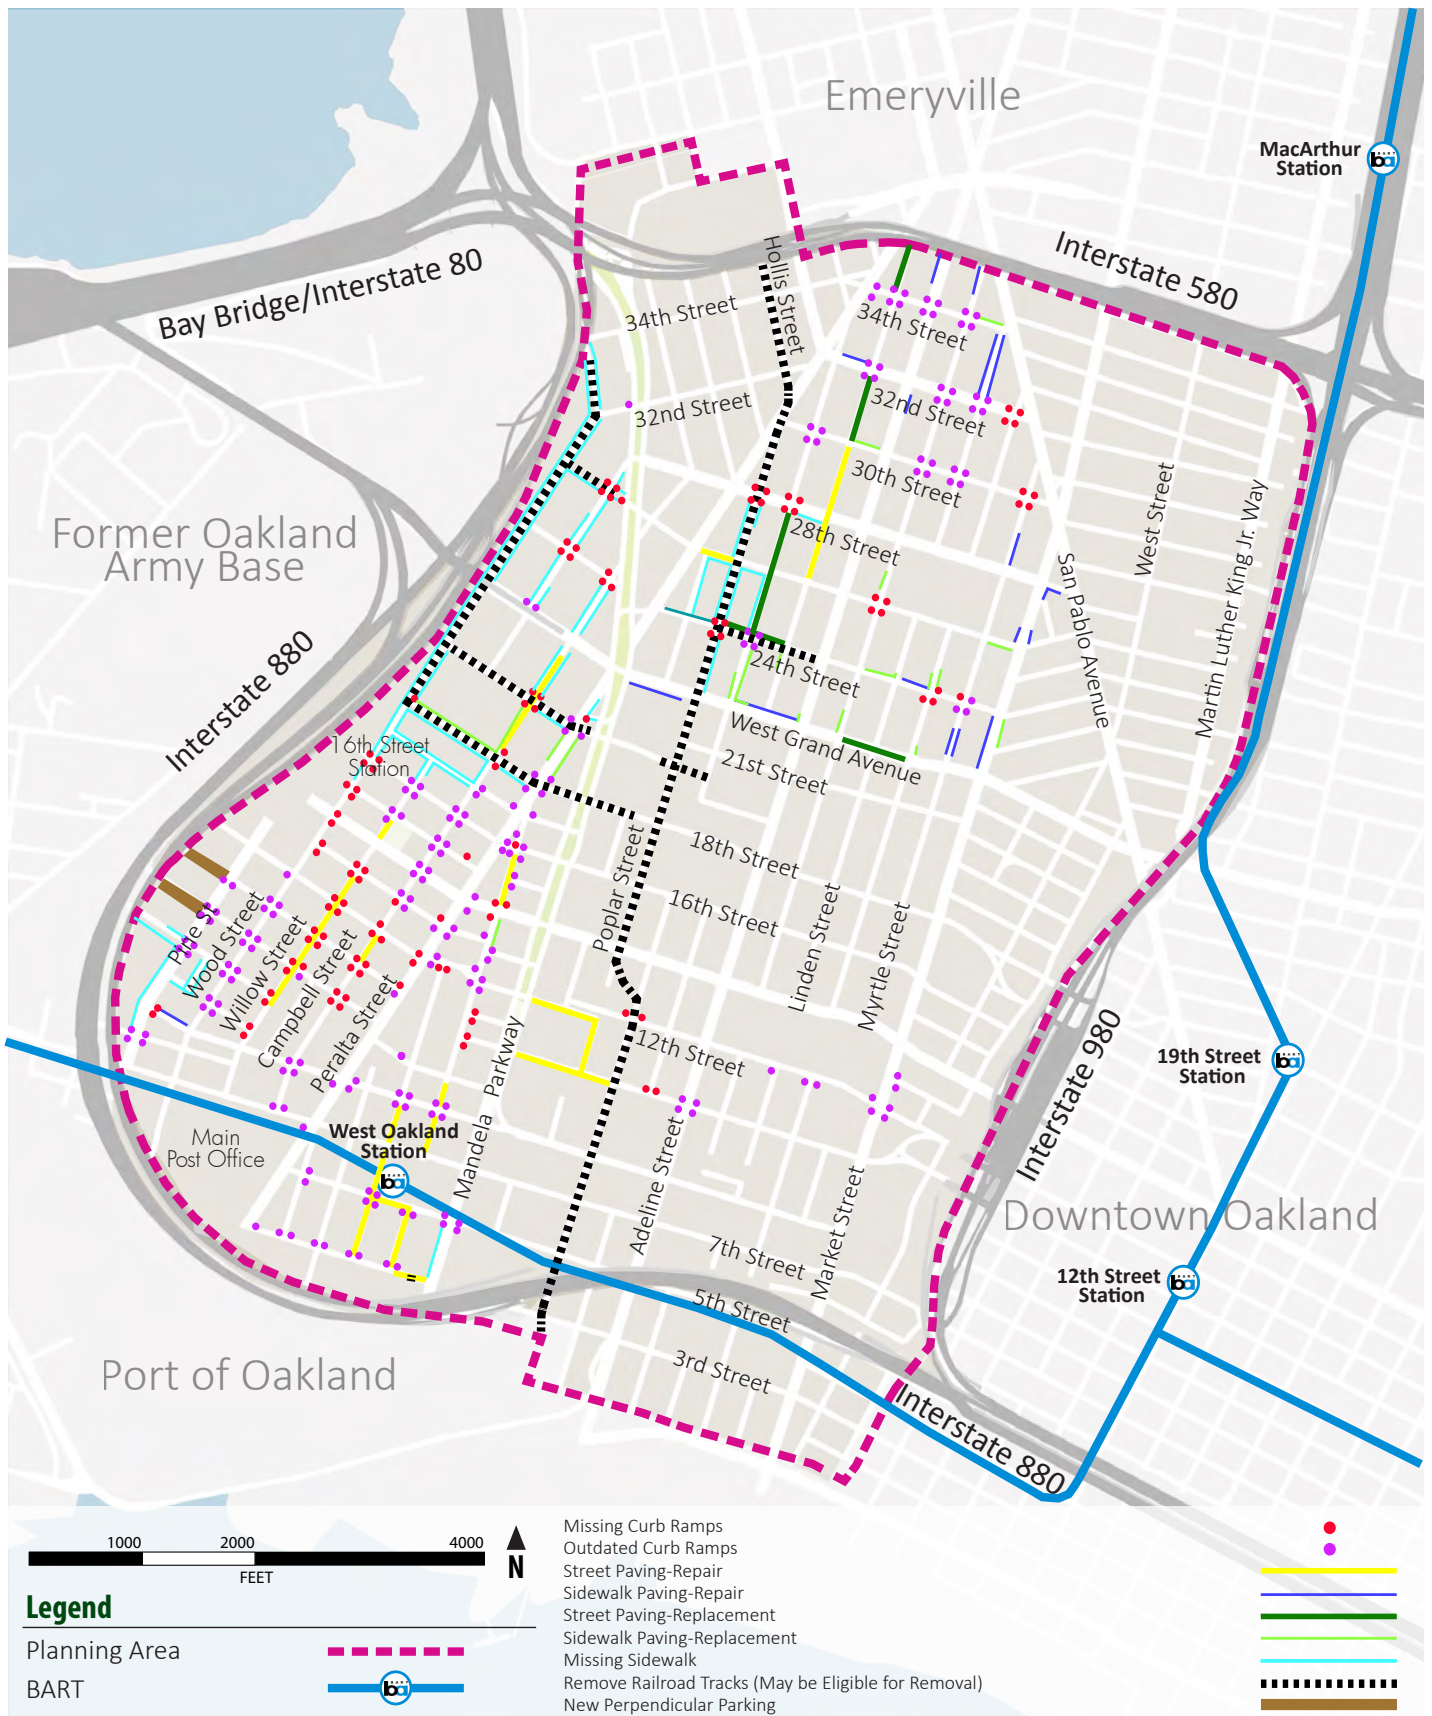 Emeryville
MacArthur
Station
Interstate 580
Bay Bridge/Interstate 80
Hollis Street
34th Street
34th Street
32nd Street
32nd Street
30th Street
28th Street
West Street
Martin Luther King Jr. Way
San Pablo Avenue
Former Oakland
Army Base
Interstate 880
24th Street
West Grand Avenue
21st Street
16th Street
Station
18th Street
16th Street
Poplar Street
Linden Street
Myrtle Street
Pine St
Wood Street
Willow Street
Campbell Street
Peralta Street
Mandela Parkway
12th Street
Interstate 980
19th Street
Station
Main
Post Office
West Oakland
Station
Adeline Street
Market Street
7th Street
5th Street
3rd Street
Downtown Oakland
12th Street
Station
Port of Oakland
Interstate 880
1000 2000 4000
FEET
N
Legend
Planning Area
BART
Missing Curb Ramps
Outdated Curb Ramps
Street Paving-Repair
Sidewalk Paving-Repair
Street Paving-Replacement
Sidewalk Paving-Replacement
Missing Sidewalk
Remove Railroad Tracks (May be Eligible for Removal)
New Perpendicular Parking
ba
ba
ba
ba
ba